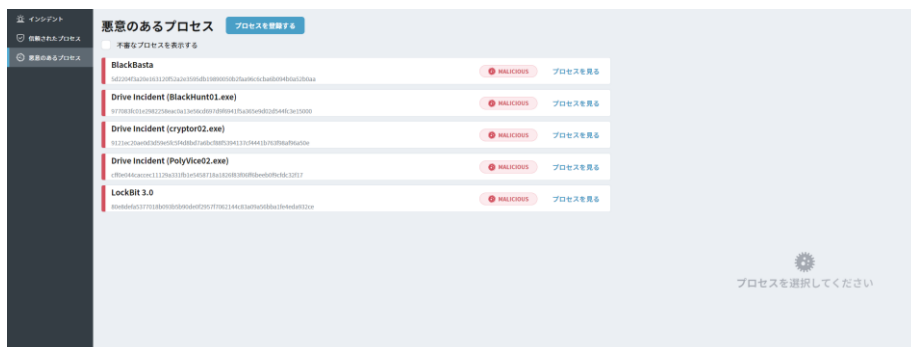 インシデント
信頼されたプロセス
悪意のあるプロセス
悪意のあるプロセス
プロセスを登録する
不審なプロセスを表示する
BlackBasta
MALICIOUS
プロセスを見る
Drive Incident (BlackHunt01.exe)
MALICIOUS
プロセスを見る
Drive Incident (cryptor02.exe)
MALICIOUS
プロセスを見る
Drive Incident (PolyVice02.exe)
MALICIOUS
プロセスを見る
LockBit 3.0
MALICIOUS
プロセスを見る
プロセスを選択してください